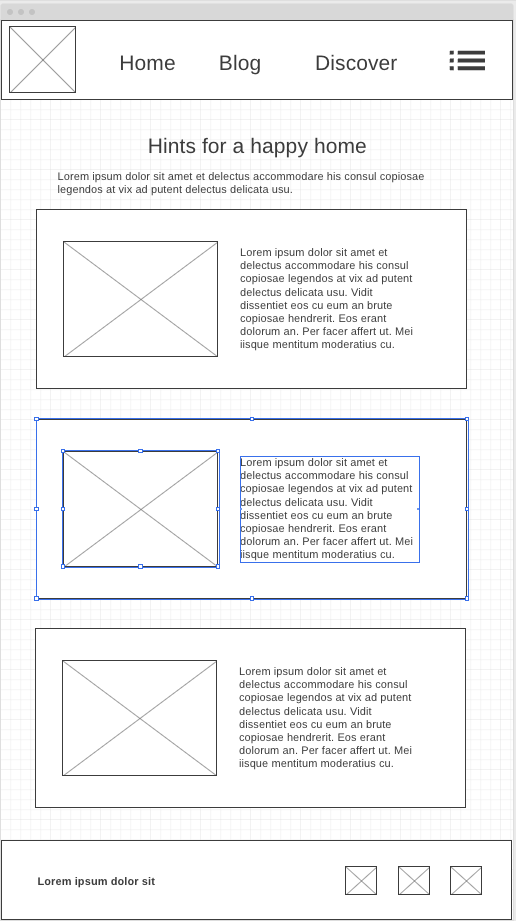 Home Blog Discover
Hints for a happy home
Lorem ipsum dolor sit amet et delectus accommodare his consul copiosae
legendos at vix ad putent delectus delicata usu.
Lorem ipsum dolor sit amet et
delectus accommodare his consul
copiosae legendos at vix ad putent
delectus delicata usu. Vidit
dissentiet eos cu eum an brute
copiosae hendrerit. Eos erant
dolorum an. Per facer affert ut. Mei
iisque mentitum moderatius cu.
Lorem ipsum dolor sit amet et
delectus accommodare his consul
copiosae legendos at vix ad putent
delectus delicata usu. Vidit
dissentiet eos cu eum an brute
copiosae hendrerit. Eos erant
dolorum an. Per facer affert ut. Mei
iisque mentitum moderatius cu.
Lorem ipsum dolor sit amet et
delectus accommodare his consul
copiosae legendos at vix ad putent
delectus delicata usu. Vidit
dissentiet eos cu eum an brute
copiosae hendrerit. Eos erant
dolorum an. Per facer affert ut. Mei
iisque mentitum moderatius cu.
Lorem ipsum dolor sit